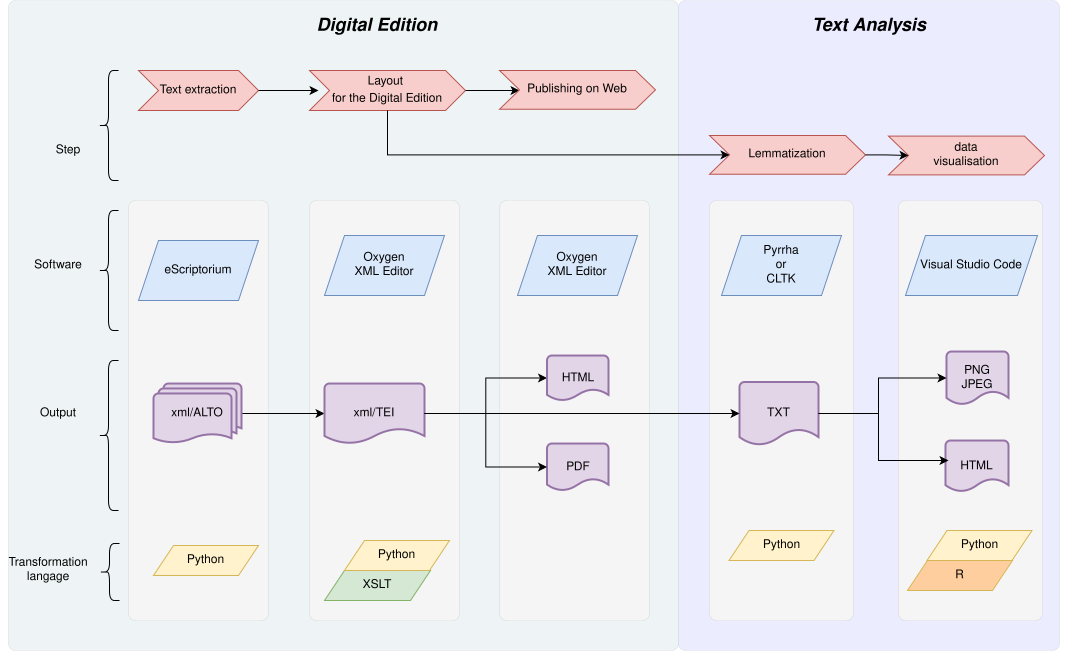 Digital Edition
Text Analysis
Step
Text extraction
Layout
for the Digital Edition
Publishing on Web
Lemmatization
data
visualisation
Software
eScriptorium
Oxygen
XML Editor
Oxygen
XML Editor
Pyrrha
or
CLTK
Visual Studio Code
Output
xml/ALTO
xml/TEI
HTML
PDF
TXT
PNG
JPEG
HTML
Transformation
langage
Python
Python
XSLT
Python
Python
R